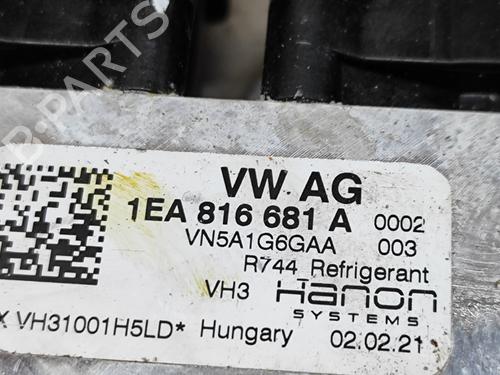 VW AG
1EA 816 681 A 0002
VN5A1G6GAA 003
R744_Refrigerant
VH3 Hanon
SYSTEMS
X VH31001H5LD* Hungary 02.02.21
B-PARTS